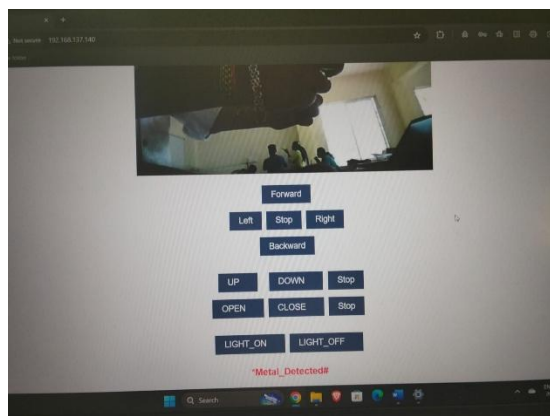 Not secure 192.168.137.140
Forward
Left Stop Right
Backward
UP DOWN Stop
OPEN CLOSE Stop
LIGHT_ON LIGHT_OFF
*Metal_Detected#
Search